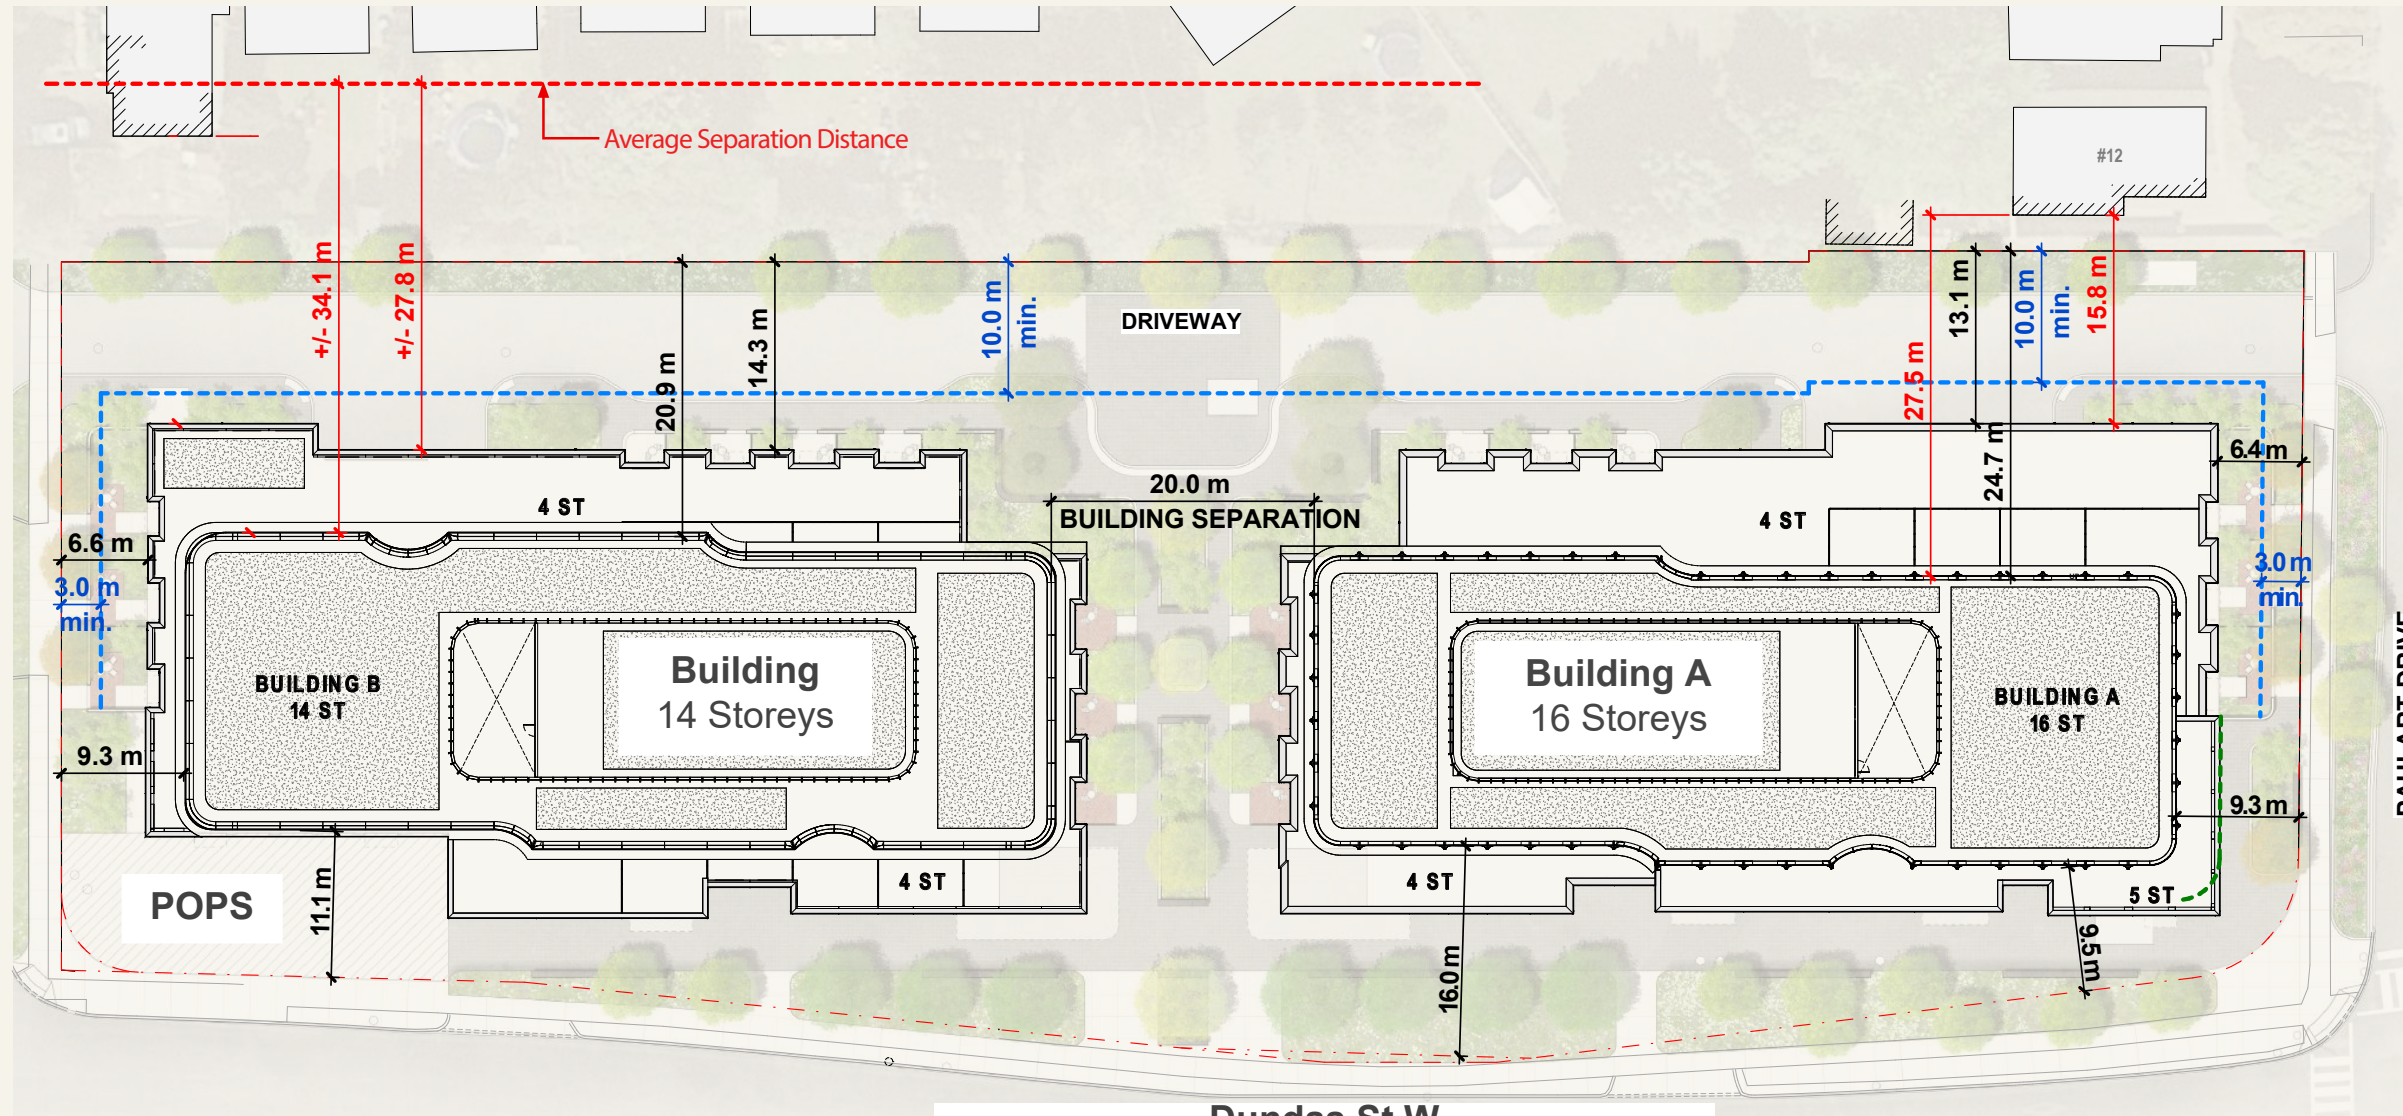 Average Separation Distance
#12
+/- 34.1 m
+/- 27.8 m
20.9 m
14.3 m
10.0 m
min.
DRIVEWAY
27.5 m
13.1 m
24.7 m
10.0 m
min.
15.8 m
6.4 m
20.0 m
BUILDING SEPARATION
4 ST
4 ST
6.6 m
3.0 m
min.
3.0 m
min.
BUILDING B
14 ST
Building
14 Storeys
Building A
16 Storeys
BUILDING A
16 ST
9.3 m
9.3 m
POPS
11.1 m
4 ST
4 ST
5 ST
16.0 m
9.5 m
Dundas St W